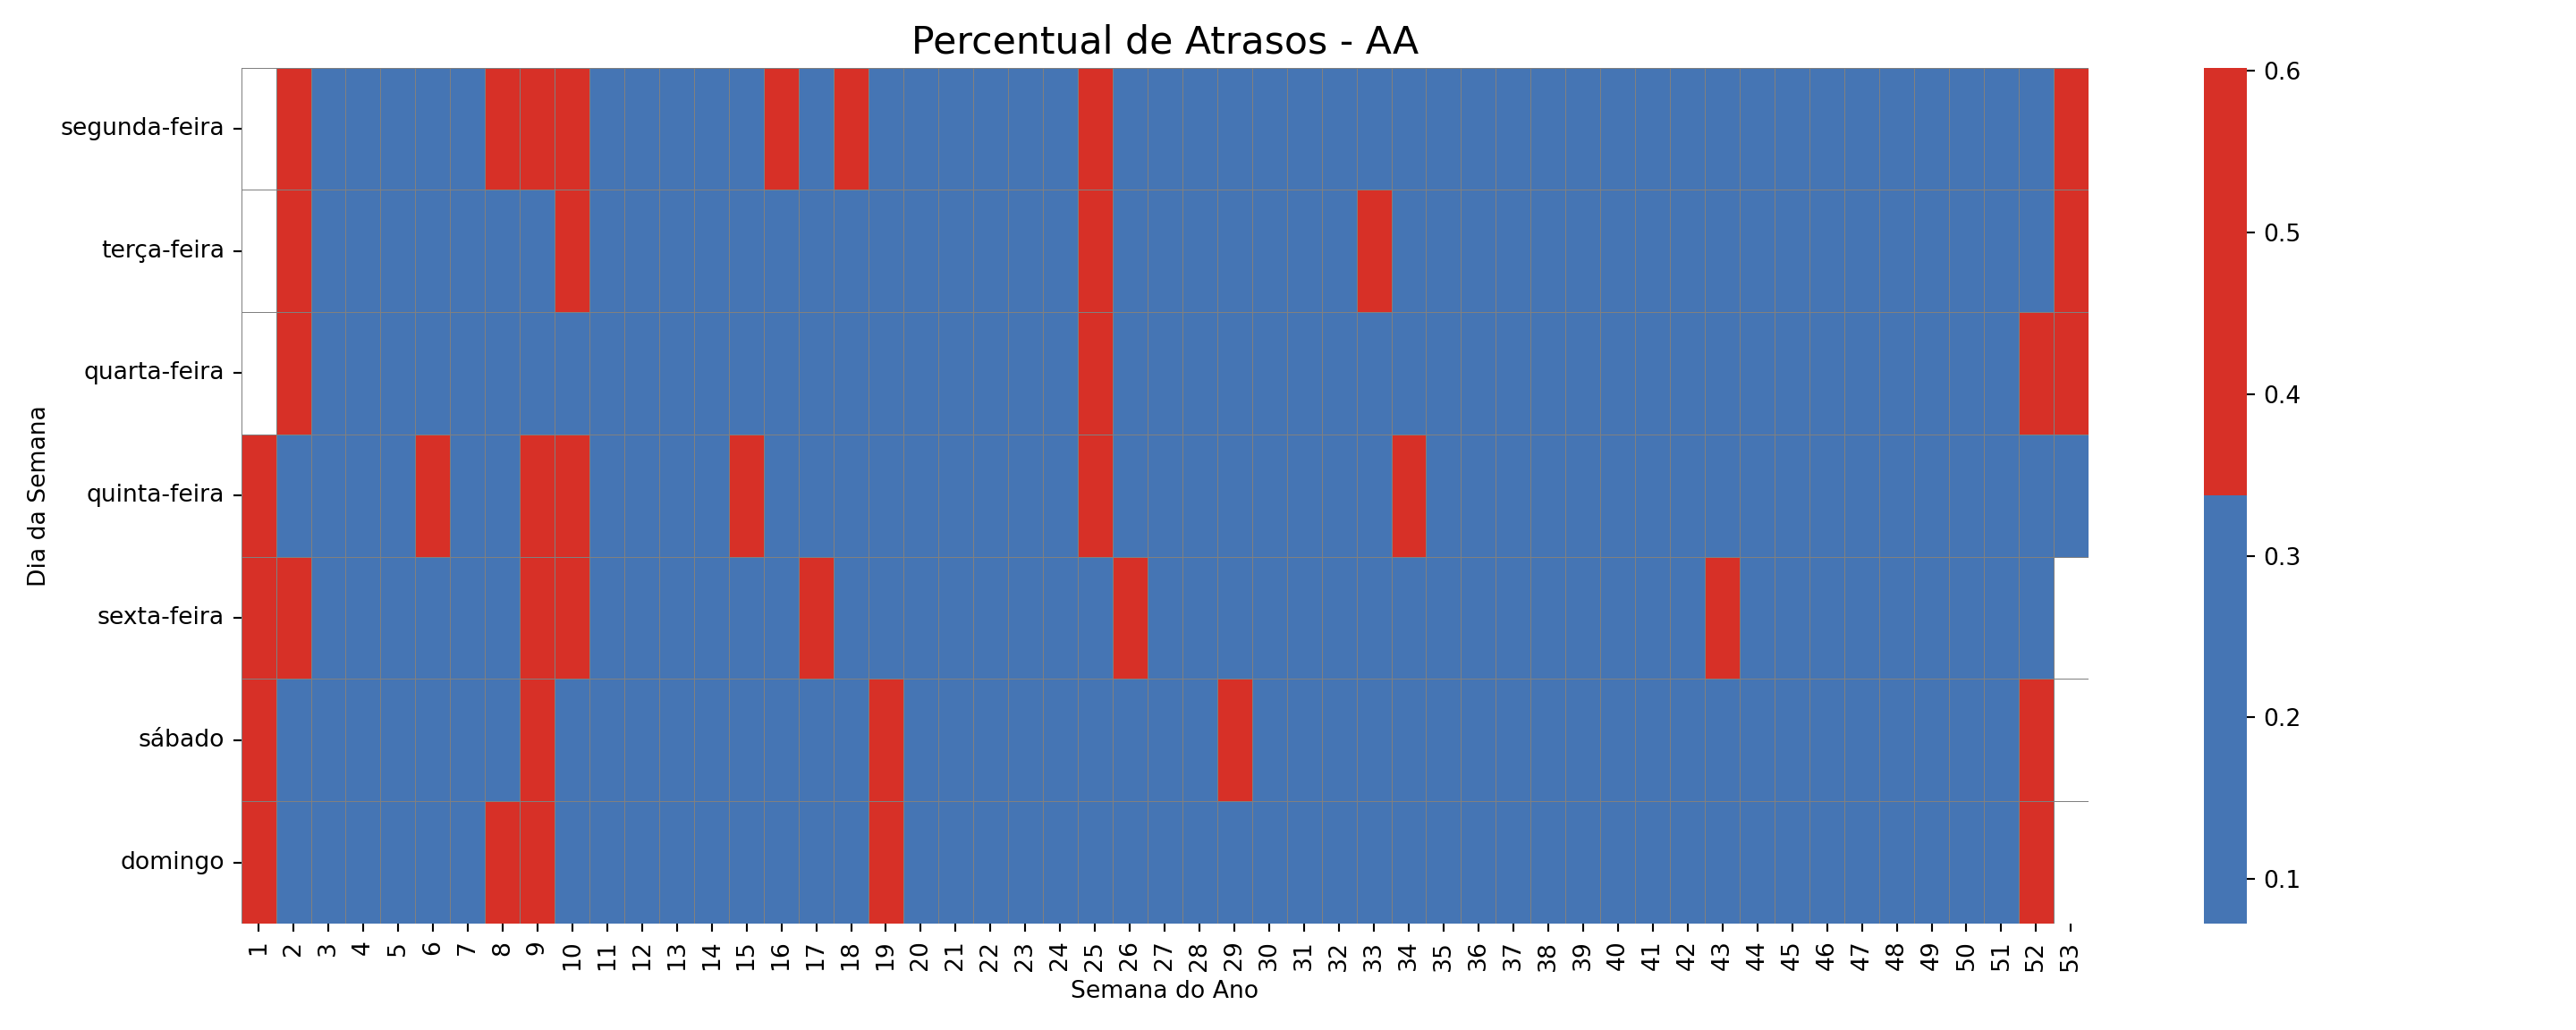 Percentual de Atrasos - AA
Dia da Semana
segunda-feira
terça-feira
quarta-feira
quinta-feira
sexta-feira
sábado
domingo
1 2 3 4 5 6 7 8 9 10 11 12 13 14 15 16 17 18 19 20 21 22 23 24 25 26 27 28 29 30 31 32 33 34 35 36 37 38 39 40 41 42 43 44 45 46 47 48 49 50 51 52 53
Semana do Ano
0.6
0.5
0.4
0.3
0.2
0.1